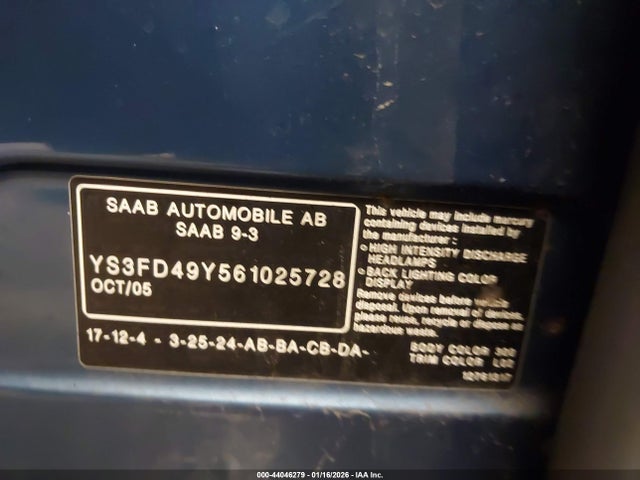 SAAB AUTOMOBILE AB
SAAB 9-3
YS3FD49Y561025728
OCT/05
17-12-4 - 3-25-24-AB-BA-CB-DA-
This vehicle may include mercury
containing devices installed by
the manufacturer :
HIGH INTENSITY DISCHARGE
HEADLAMPS
BACK LIGHTING COLOR
DISPLAY
Remove devices before vehicle
disposal. Upon removal of devices,
please reuse, recycle or dispose as
hazardous waste.
BODY COLOR
TRIM COLOR
000-44046279 | 01/16/2026 - IAA Inc.